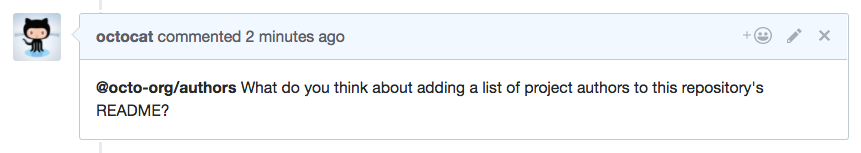 octocat commented 2 minutes ago
@octo-org/authors What do you think about adding a list of project authors to this repository's
README?